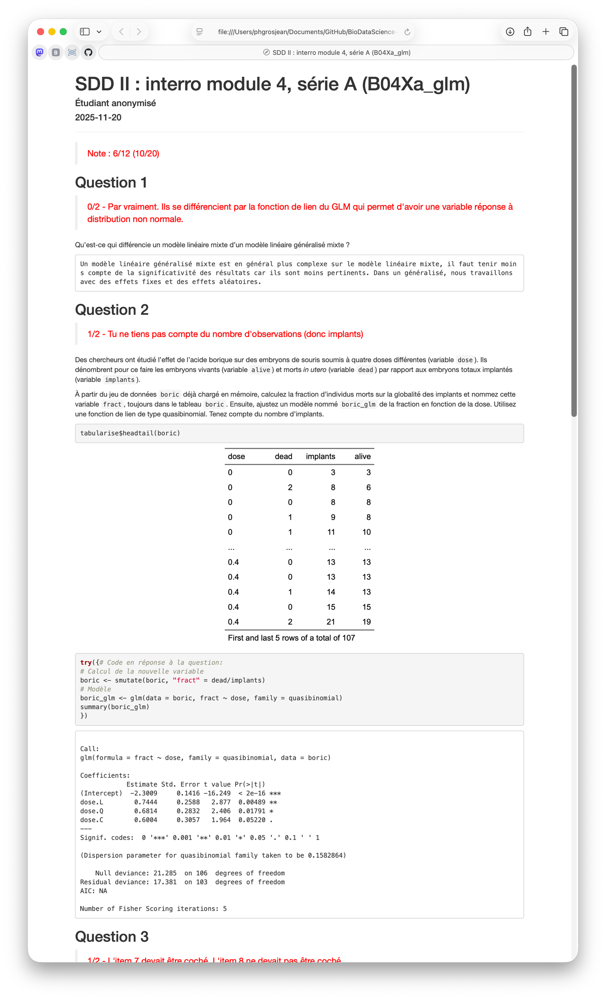 file:///Users/phgrosjean/Documents/GitHub/BioDataScience-
B
SDD II : interro module 4, série A (B04Xa_glm)
SDD II : interro module 4, série A (B04Xa_glm)
Étudiant anonymisé
2025-11-20
Note : 6/12 (10/20)
Question 1
0/2 - Par vraiment. Ils se différencient par la fonction de lien du GLM qui permet d'avoir une variable réponse à
distribution non normale.
Qu'est-ce qui différencie un modèle linéaire mixte d'un modèle linéaire généralisé mixte ?
Un modèle linéaire généralisé mixte est en général plus complexe sur le modèle linéaire mixte, il faut tenir moin
s compte de la significativité des résultats car ils sont moins pertinents. Dans un généralisé, nous travaillons
avec des effets fixes et des effets aléatoires.
Question 2
1/2 - Tu ne tiens pas compte du nombre d'observations (donc implants)
Des chercheurs ont étudié l'effet de l'acide borique sur des embryons de souris soumis à quatre doses différentes (variable dose ). Ils
dénombrent pour ce faire les embryons vivants (variable alive ) et morts in utero (variable dead ) par rapport aux embryons totaux implantés
(variable implants ).
À partir du jeu de données boric déjà chargé en mémoire, calculez la fraction d'individus morts sur la globalité des implants et nommez cette
variable fract , toujours dans le tableau boric . Ensuite, ajustez un modèle nommé boric_glm de la fraction en fonction de la dose. Utilisez
une fonction de lien de type quasibinomial. Tenez compte du nombre d'implants.
tabularise$headtail(boric)
dose dead implants alive
0 0 3 3
0 2 8 6
0 0 8 8
0 1 9 8
0 1 11 10
... ... ... ...
0.4 0 13 13
0.4 0 13 13
0.4 1 14 13
0.4 0 15 15
0.4 2 21 19
First and last 5 rows of a total of 107
try({# Code en réponse à la question:
# Calcul de la nouvelle variable
boric <- smutate(boric, "fract" = dead/implants)
# Modèle
boric_glm <- glm(data = boric, fract ~ dose, family = quasibinomial)
summary(boric_glm)
})
Call:
glm(formula = fract ~ dose, family = quasibinomial, data = boric)
Coefficients:
Estimate Std. Error t value Pr(>|t|)
(Intercept) -2.3009 0.1416 -16.249 < 2e-16 ***
dose.L 0.7444 0.2588 2.877 0.00489 **
dose.Q 0.6814 0.2832 2.406 0.01791 *
dose.C 0.6004 0.3057 1.964 0.05220 .
---
Signif. codes: 0 '***' 0.001 '**' 0.01 '*' 0.05 '.' 0.1 ' ' 1
(Dispersion parameter for quasibinomial family taken to be 0.1582864)
Null deviance: 21.285 on 106 degrees of freedom
Residual deviance: 17.381 on 103 degrees of freedom
AIC: NA
Number of Fisher Scoring iterations: 5
Question 3
1/2 - L'item 7 devait être coché. L'item 8 ne devait pas être coché